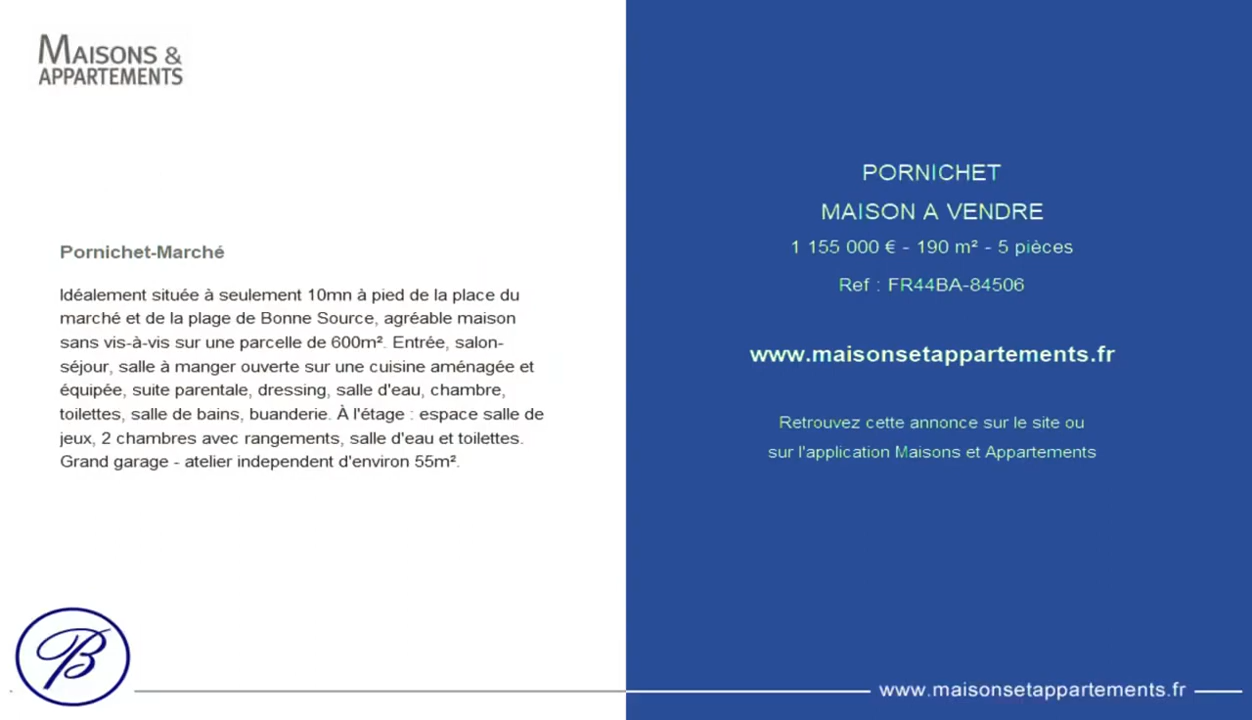 MAISONS &
APPARTEMENTS
Pornichet-Marché
Idéalement située à seulement 10mn à pied de la place du
marché et de la plage de Bonne Source, agréable maison
sans vis-à-vis sur une parcelle de 600m². Entrée, salon-
séjour, salle à manger ouverte sur une cuisine aménagée et
équipée, suite parentale, dressing, salle d'eau, chambre,
toilettes, salle de bains, buanderie. À l'étage : espace salle de
jeux, 2 chambres avec rangements, salle d'eau et toilettes.
Grand garage - atelier independent d'environ 55m².
B
PORNICHET
MAISON A VENDRE
1 155 000 € - 190 m² - 5 pièces
Ref : FR44BA-84506
www.maisonsetappartements.fr
Retrouvez cette annonce sur le site ou
sur l'application Maisons et Appartements
www.maisonsetappartements.fr